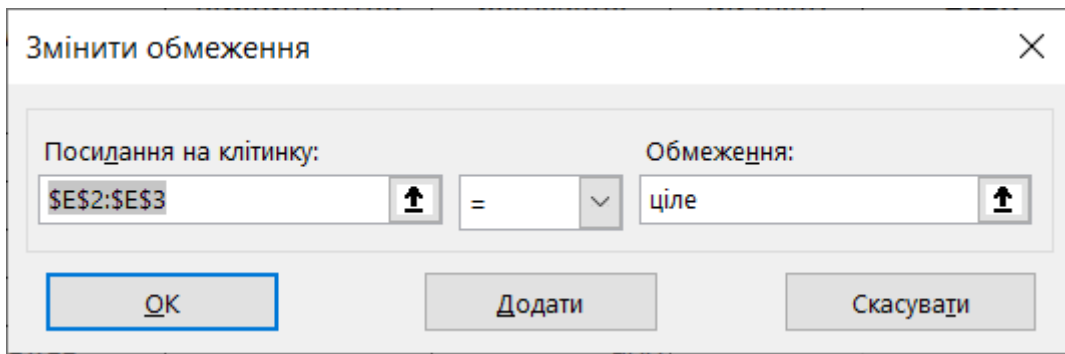 Змінити обмеження
Посилання на клітинку:
Обмеження:
$E$2:$E$3
=
ціле
OK
Додати
Скасувати